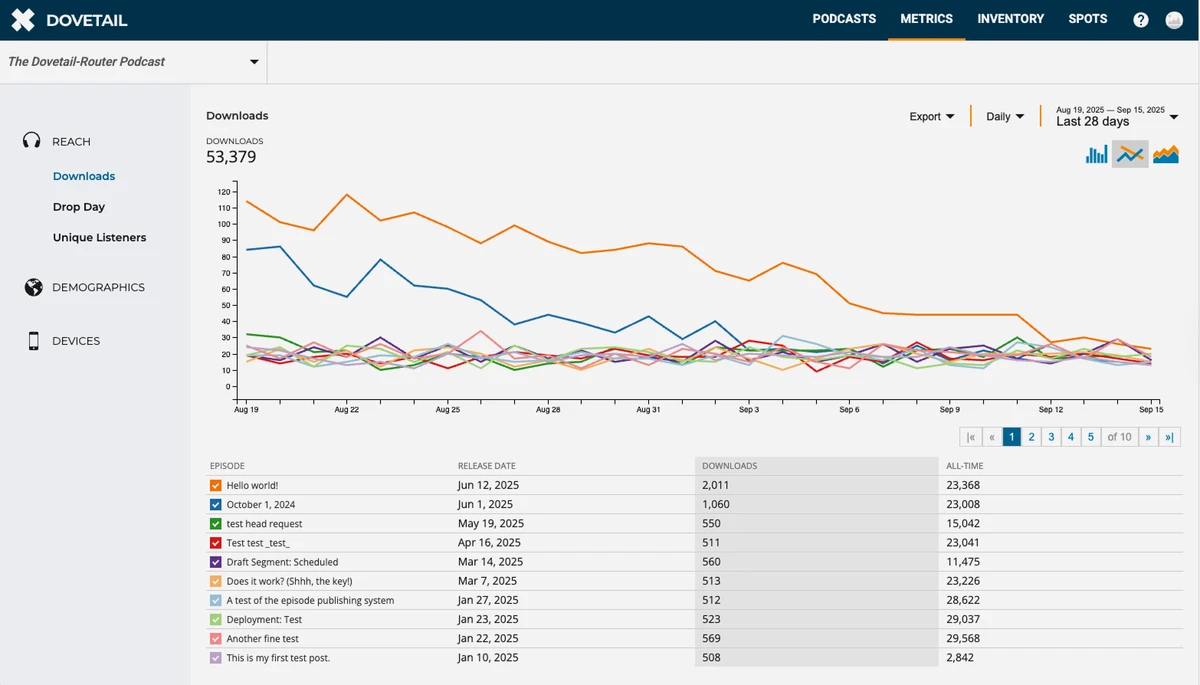 DOVETAIL
PODCASTS METRICS INVENTORY SPOTS ?
The Dovetail-Router Podcast
REACH
Downloads
Drop Day
Unique Listeners
DEMOGRAPHICS
DEVICES
Downloads
Export Daily Aug 19, 2025 — Sep 15, 2025
Last 28 days
DOWNLOADS
53,379
120
110
100
90
80
70
60
50
40
30
20
10
0
Aug 19 Aug 22 Aug 25 Aug 28 Aug 31 Sep 3 Sep 6 Sep 9 Sep 12 Sep 15
|« « 1 2 3 4 5 of 10 » »|
EPISODE RELEASE DATE DOWNLOADS ALL-TIME
Hello world! Jun 12, 2025 2,011 23,368
October 1, 2024 Jun 1, 2025 1,060 23,008
test head request May 19, 2025 550 15,042
Test test _test_ Apr 16, 2025 511 23,041
Draft Segment: Scheduled Mar 14, 2025 560 11,475
Does it work? (Shhh, the key!) Mar 7, 2025 513 23,226
A test of the episode publishing system Jan 27, 2025 512 28,622
Deployment: Test Jan 23, 2025 523 29,037
Another fine test Jan 22, 2025 569 29,568
This is my first test post. Jan 10, 2025 508 2,842